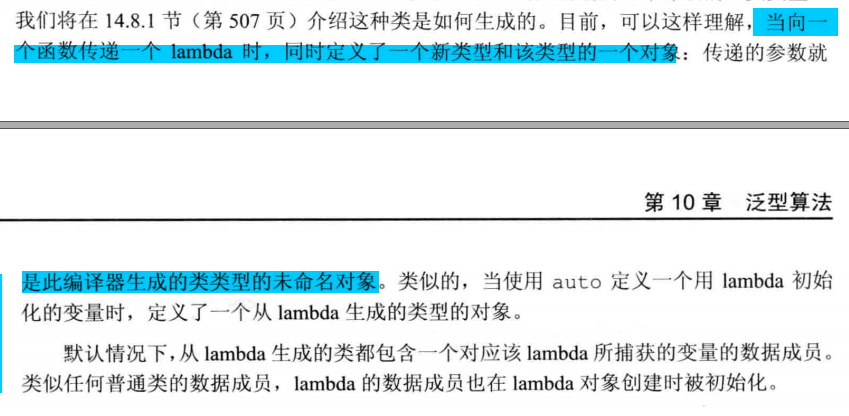 我们将在 14.8.1 节（第 507 页）介绍这种类是如何生成的。目前，可以这样理解，当向一
个函数传递一个 lambda 时，同时定义了一个新类型和该类型的一个对象：传递的参数就
第 10 章 泛型算法
是此编译器生成的类类型的未命名对象。类似的，当使用 auto 定义一个用 lambda 初始
化的变量时，定义了一个从 lambda 生成的类型的对象。
默认情况下，从 lambda 生成的类都包含一个对应该 lambda 所捕获的变量的数据成员。
类似任何普通类的数据成员，lambda 的数据成员也在 lambda 对象创建时被初始化。